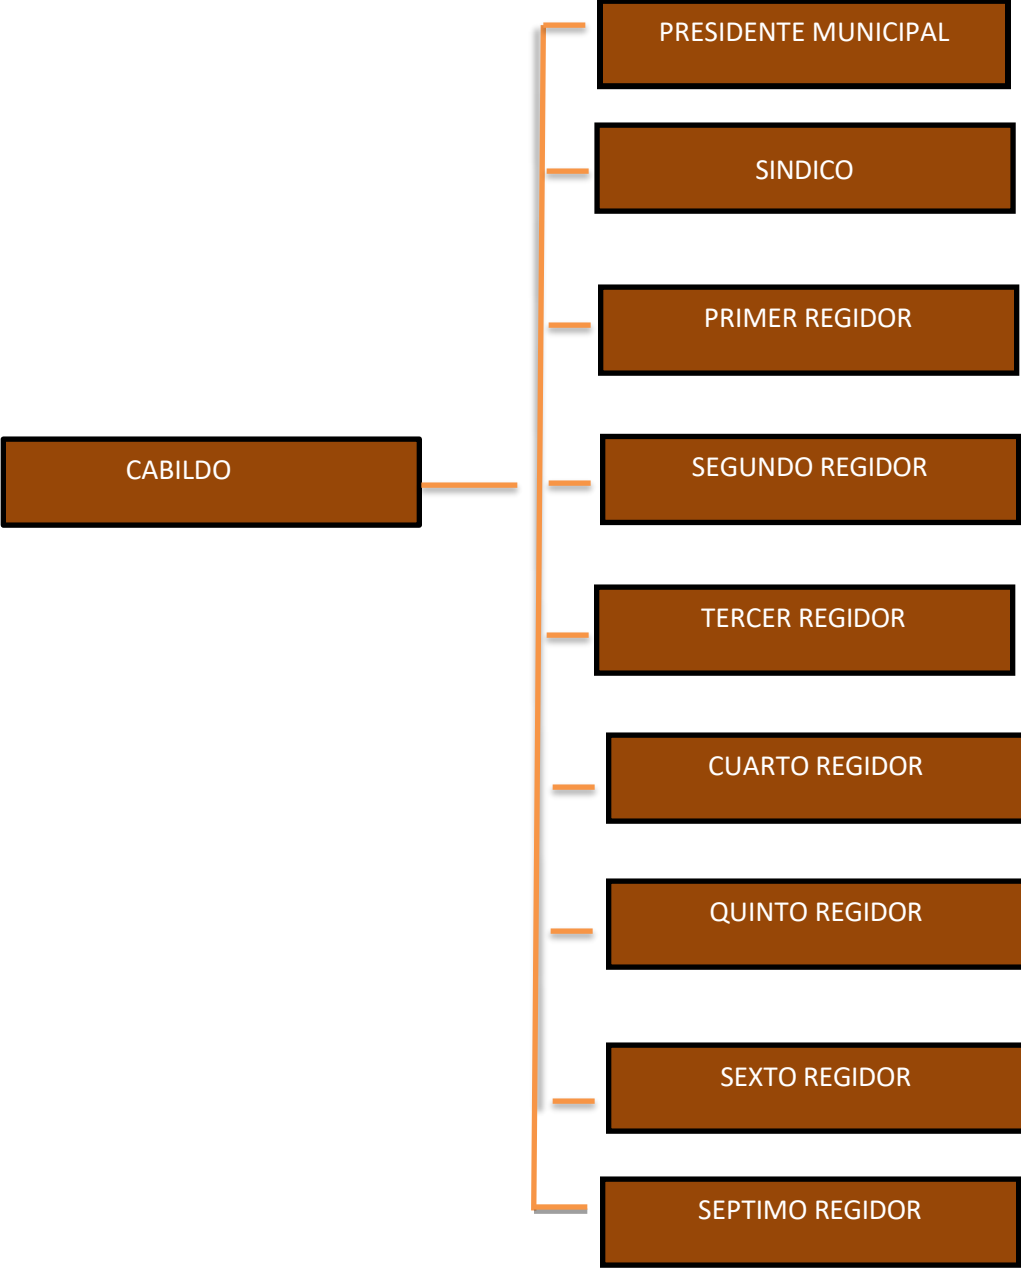 PRESIDENTE MUNICIPAL
SINDICO
PRIMER REGIDOR
CABILDO
SEGUNDO REGIDOR
TERCER REGIDOR
CUARTO REGIDOR
QUINTO REGIDOR
SEXTO REGIDOR
SEPTIMO REGIDOR